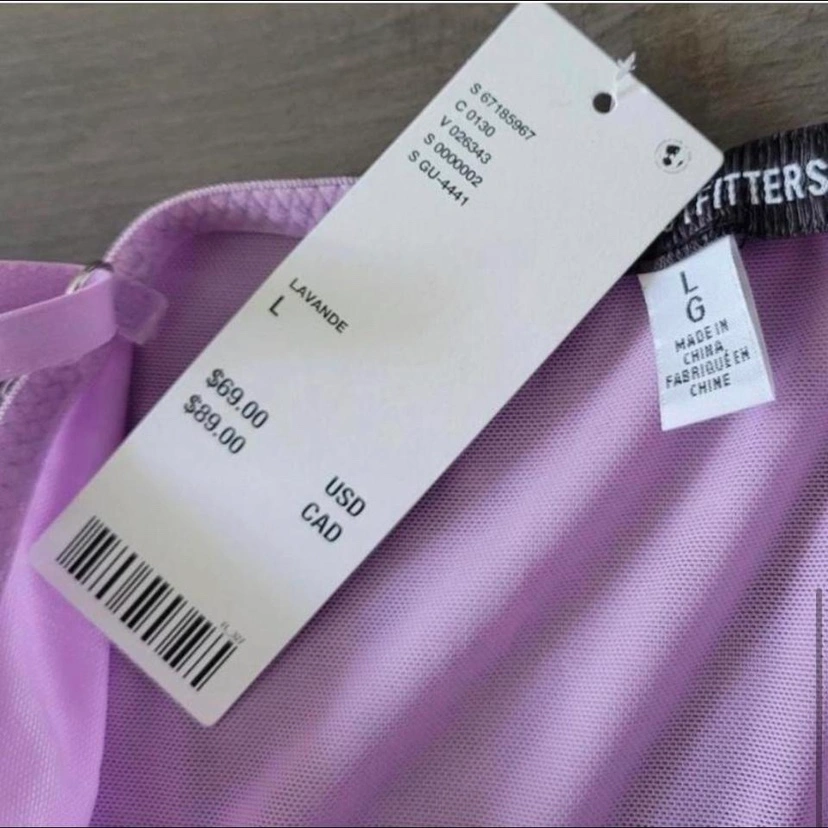 S 67185967
C 0130
V 026343
S 0000002
S GU-4441
LAVANDE
L
$69.00 USD
$89.00 CAD
FITTERS
L
G
MADE IN
CHINA
FABRIQUÉ EN
CHINE